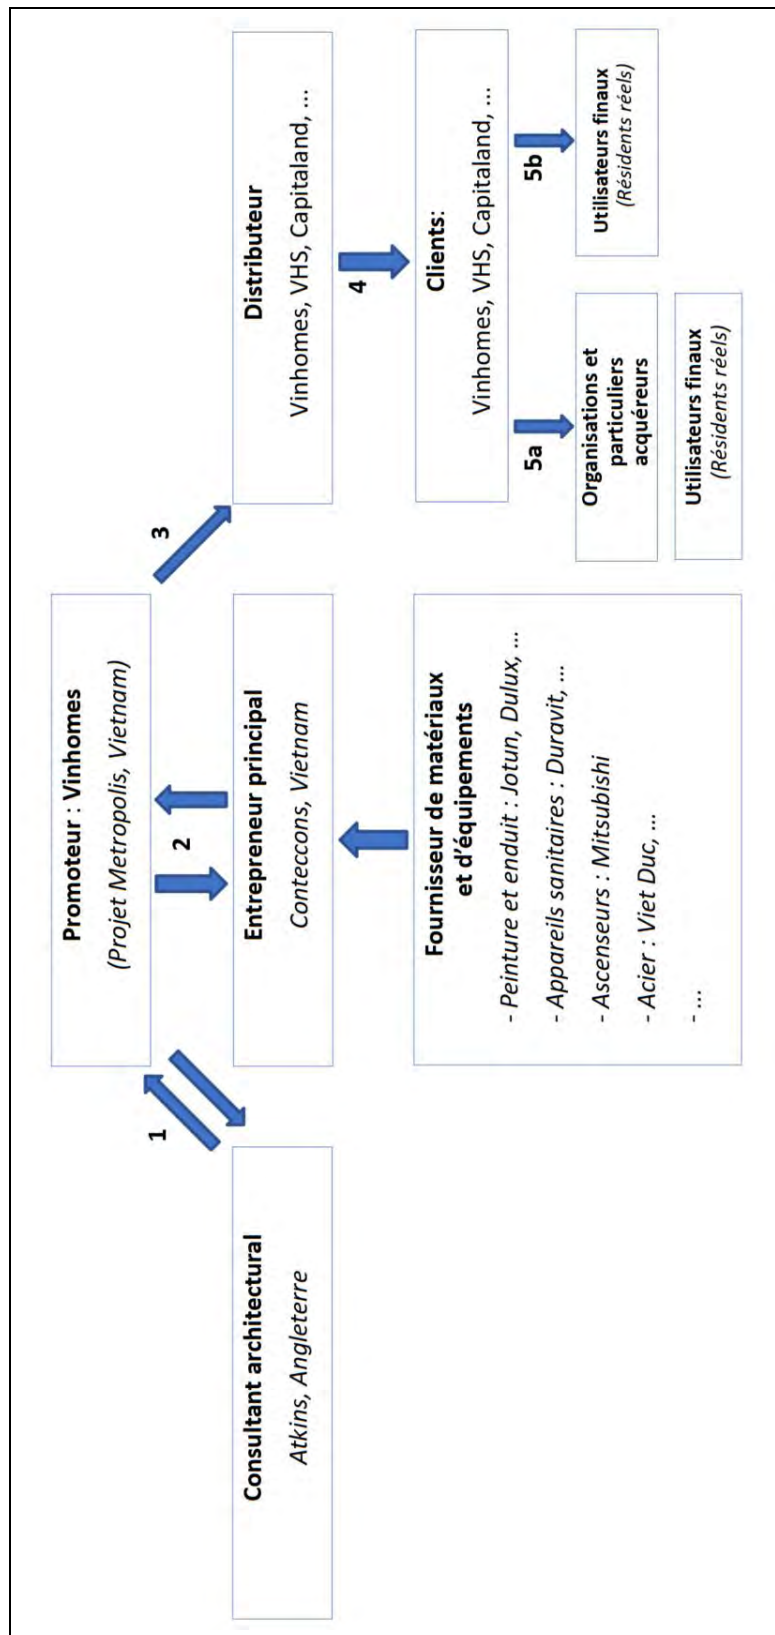 Promoteur : Vinhomes
(Projet Metropolis, Vietnam)
1
2
3
Consultant architectural
Atkins, Angleterre
Entrepreneur principal
Conteccons, Vietnam
Distributeur
Vinhomes, VHS, Capitaland, ...
4
Fournisseur de matériaux
et d'équipements
- Peinture et enduit : Jotun, Dulux, ...
- Appareils sanitaires : Duravit, ...
- Ascenseurs : Mitsubishi
- Acier : Viet Duc, ...
- ...
Clients:
Vinhomes, VHS, Capitaland, ...
5a
5b
Organisations et
particuliers
acquéreurs
Utilisateurs finaux
(Résidents réels)
Utilisateurs finaux
(Résidents réels)